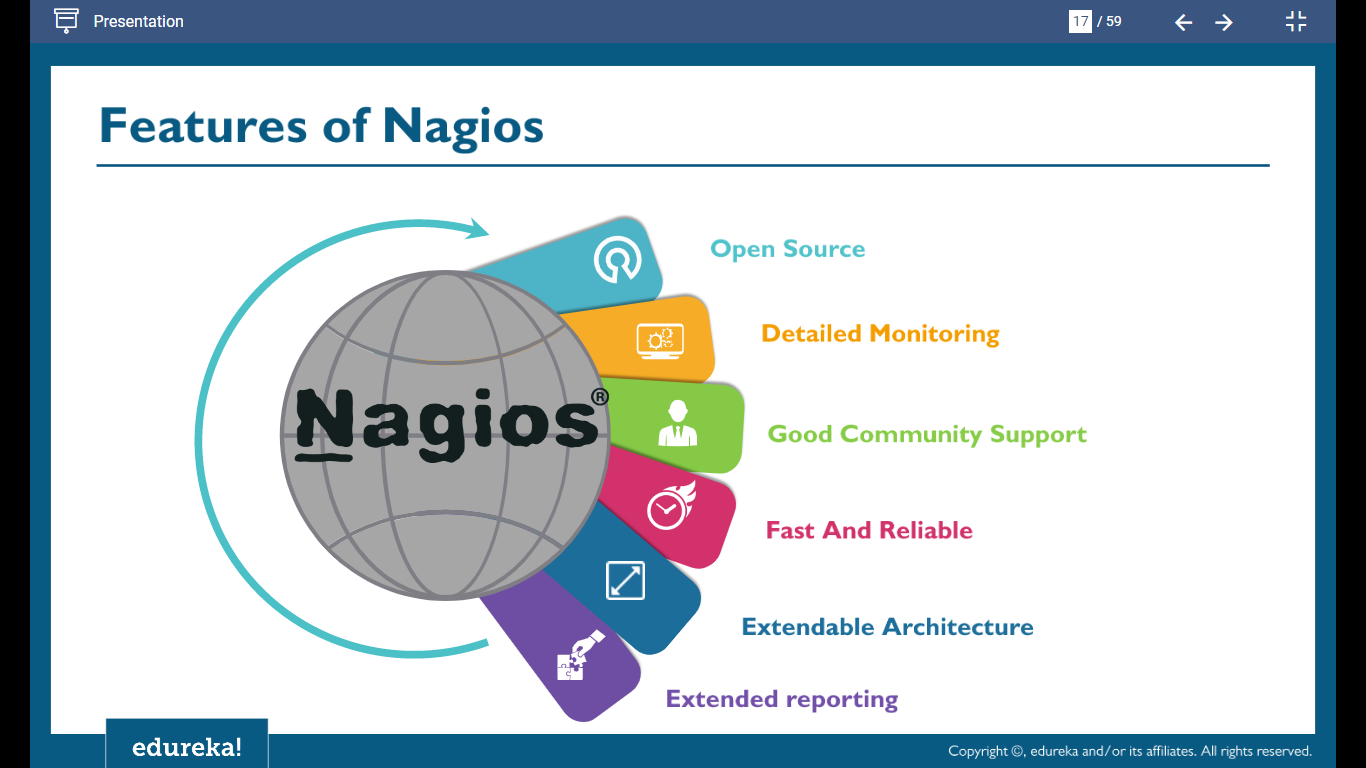 Presentation
17 / 59
Features of Nagios
Open Source
Detailed Monitoring
Nagios®
Good Community Support
Fast And Reliable
Extendable Architecture
Extended reporting
edureka!
Copyright ©, edureka and/or its affiliates. All rights reserved.